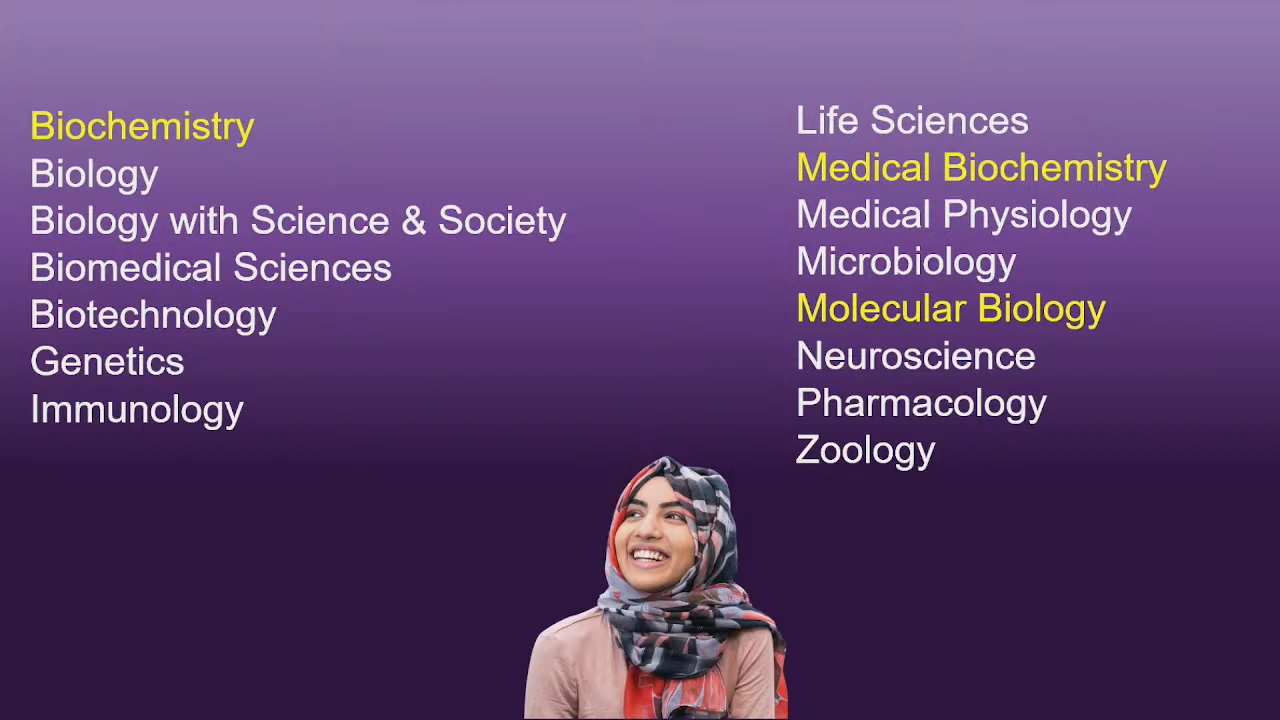 Biochemistry
Biology
Biology with Science & Society
Biomedical Sciences
Biotechnology
Genetics
Immunology
Life Sciences
Medical Biochemistry
Medical Physiology
Microbiology
Molecular Biology
Neuroscience
Pharmacology
Zoology